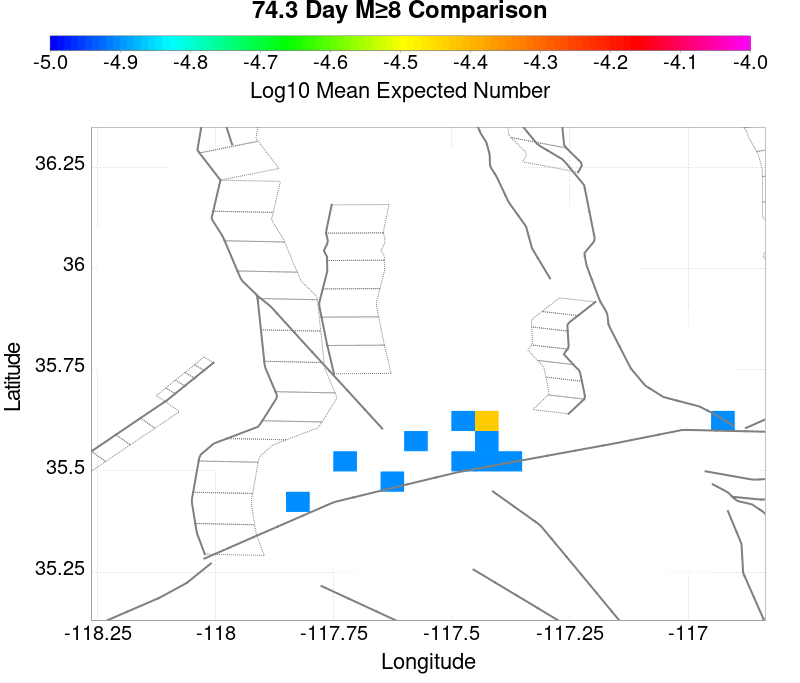 74.3 Day M≥8 Comparison
-5.0 -4.9 -4.8 -4.7 -4.6 -4.5 -4.4 -4.3 -4.2 -4.1 -4.0
Log10 Mean Expected Number
36.25
36
35.75
35.5
35.25
Latitude
-118.25 -118 -117.75 -117.5 -117.25 -117
Longitude